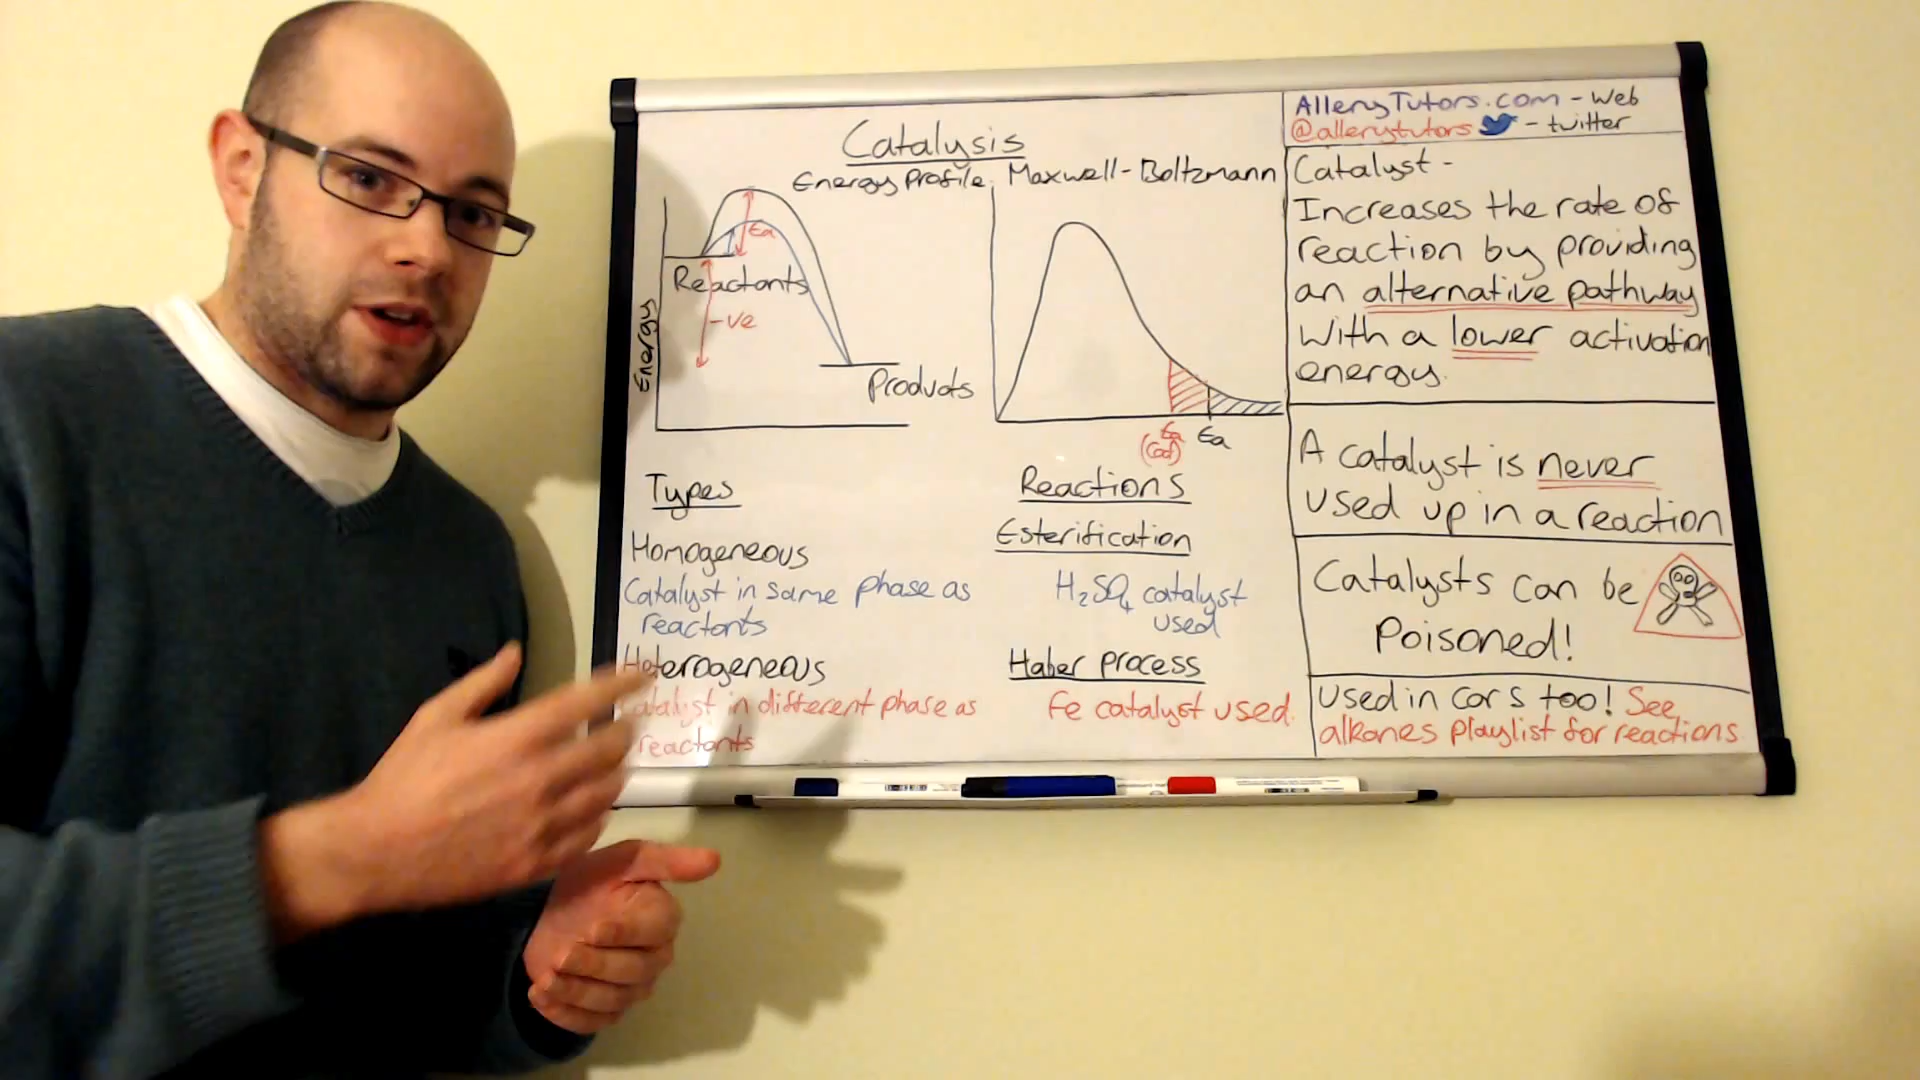 Catalysis
Energy Profile
Maxwell-Boltzmann
Ea
Reactants
-ve
Energy
Products
Ea
(cat)
Ea
Types
Homogeneous
Catalyst in same phase as
reactants
Heterogeneous
Catalyst in different phase as
reactants
Reactions
Esterification
H₂SO₄ catalyst
used
Haber process
Fe catalyst used.
AlleryTutors.com - Web
@allerytutors - twitter
Catalyst -
Increases the rate of
reaction by providing
an alternative pathway
With a lower activation
energy.
A catalyst is never
used up in a reaction
Catalysts can be
Poisoned!
Used in cars too! See
alkanes playlist for reactions.